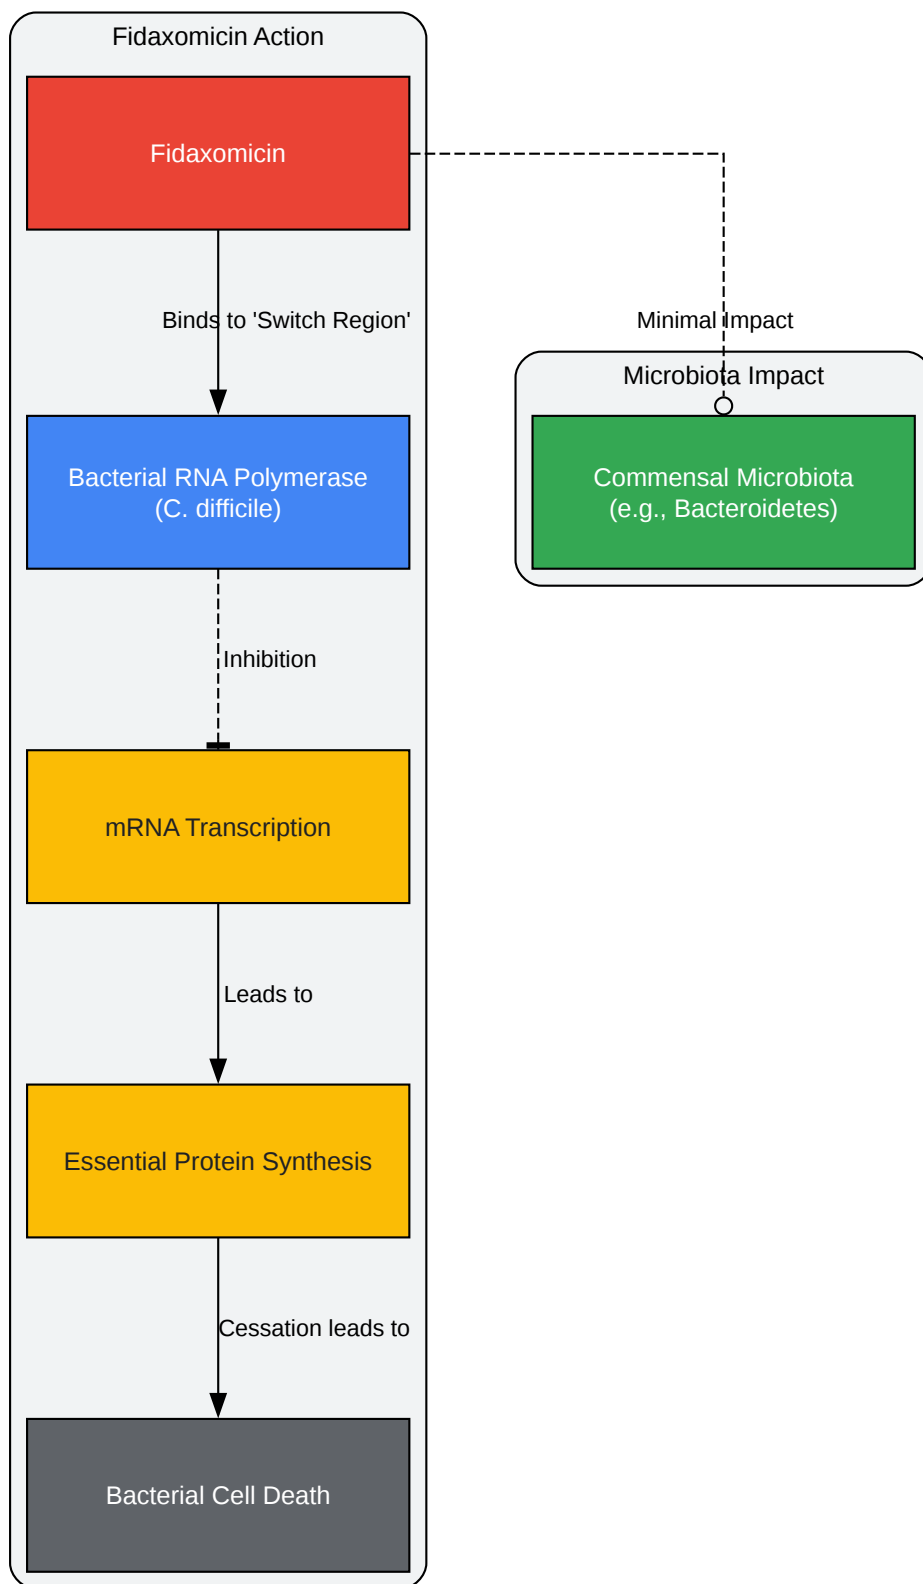 Fidaxomicin Action
Fidaxomicin
Binds to 'Switch Region'
Minimal Impact
Microbiota Impact
Bacterial RNA Polymerase
(C. difficile)
Commensal Microbiota
(e.g., Bacteroidetes)
Inhibition
mRNA Transcription
Leads to
Essential Protein Synthesis
Cessation leads to
Bacterial Cell Death